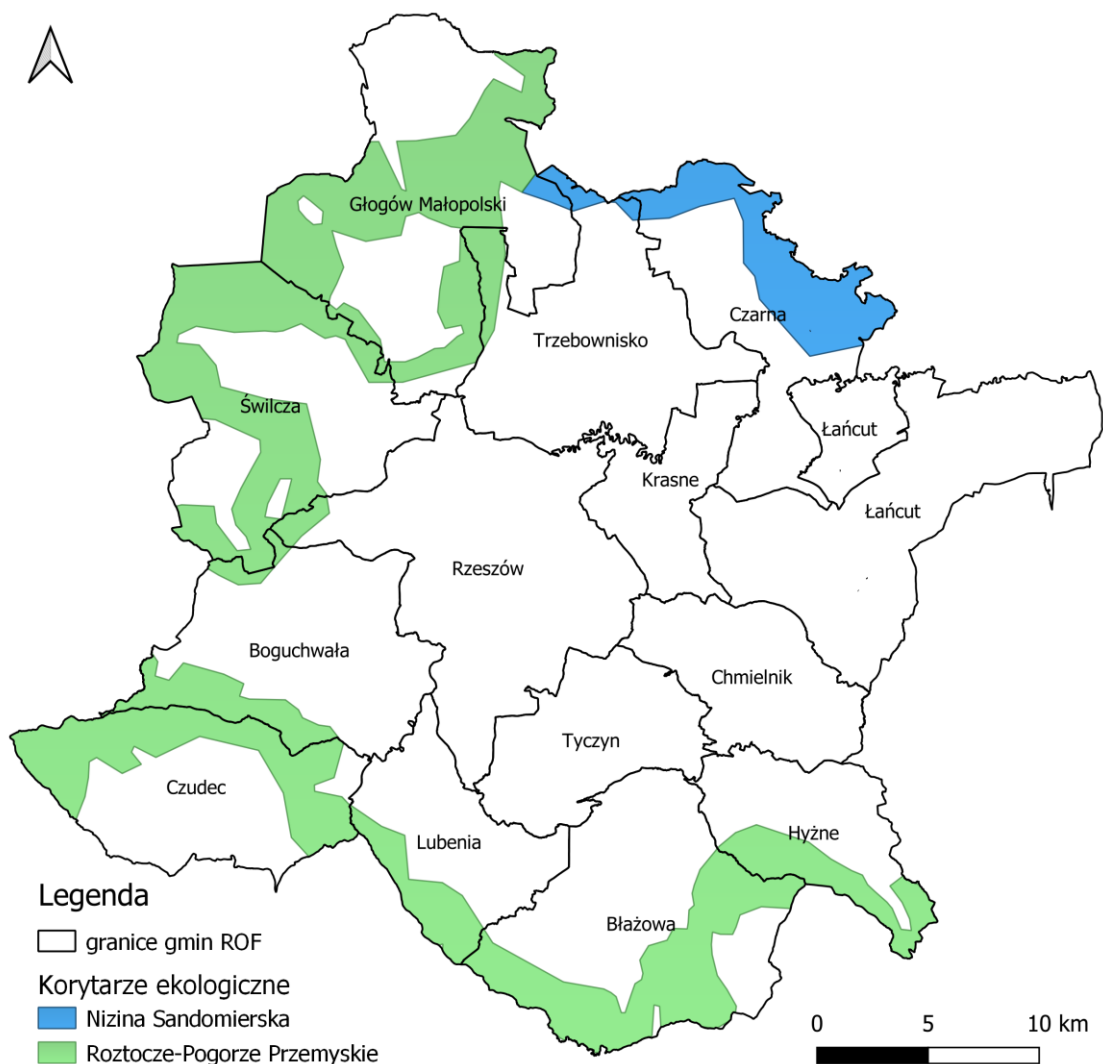 Głogów Małopolski
Czarna
Trzebownisko
Świlcza
Łańcut
Krasne
Łańcut
Rzeszów
Boguchwała
Chmielnik
Tyczyn
Czudec
Hyżne
Lubenia
Błażowa
Legenda
granice gmin ROF
Korytarze ekologiczne
Nizina Sandomierska
Roztocze-Pogorze Przemyskie
0 5 10 km